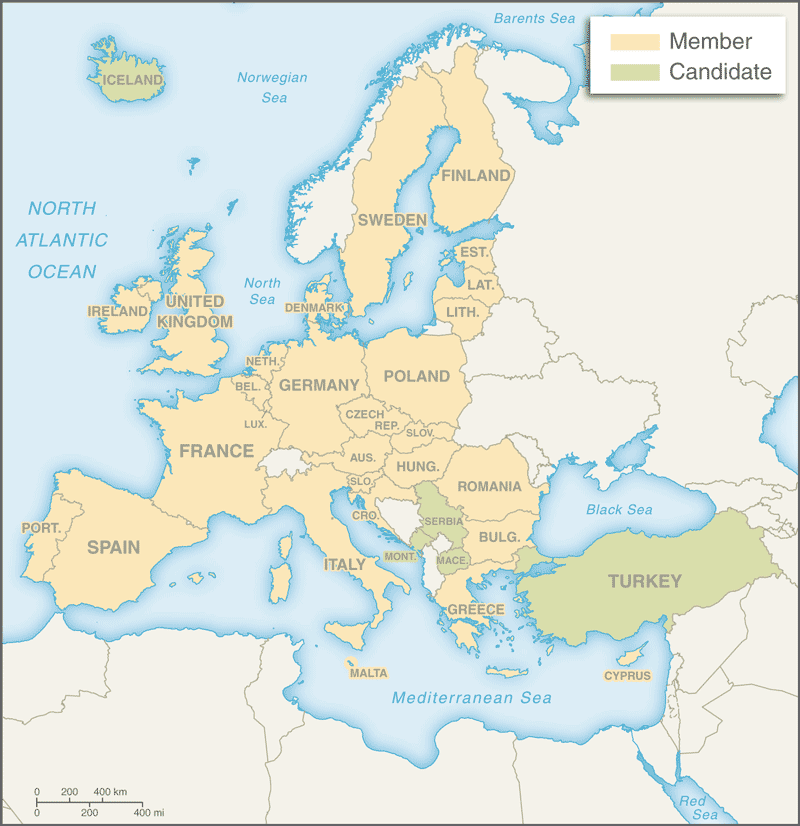 Barents Sea
Member
Candidate
ICELAND
Norwegian
Sea
FINLAND
NORTH
ATLANTIC
OCEAN
SWEDEN
EST.
LAT.
LITH.
North
Sea
DENMARK
IRELAND
UNITED
KINGDOM
NETH.
BEL.
GERMANY
POLAND
LUX.
CZECH
REP.
SLOV.
FRANCE
AUS.
HUNG.
SLO.
CRO.
ROMANIA
SERBIA
Black Sea
PORT.
SPAIN
ITALY
MONT.
MACE.
BULG.
TURKEY
GREECE
MALTA
CYPRUS
Mediterranean Sea
0 200 400 km
0 200 400 mi
Red
Sea